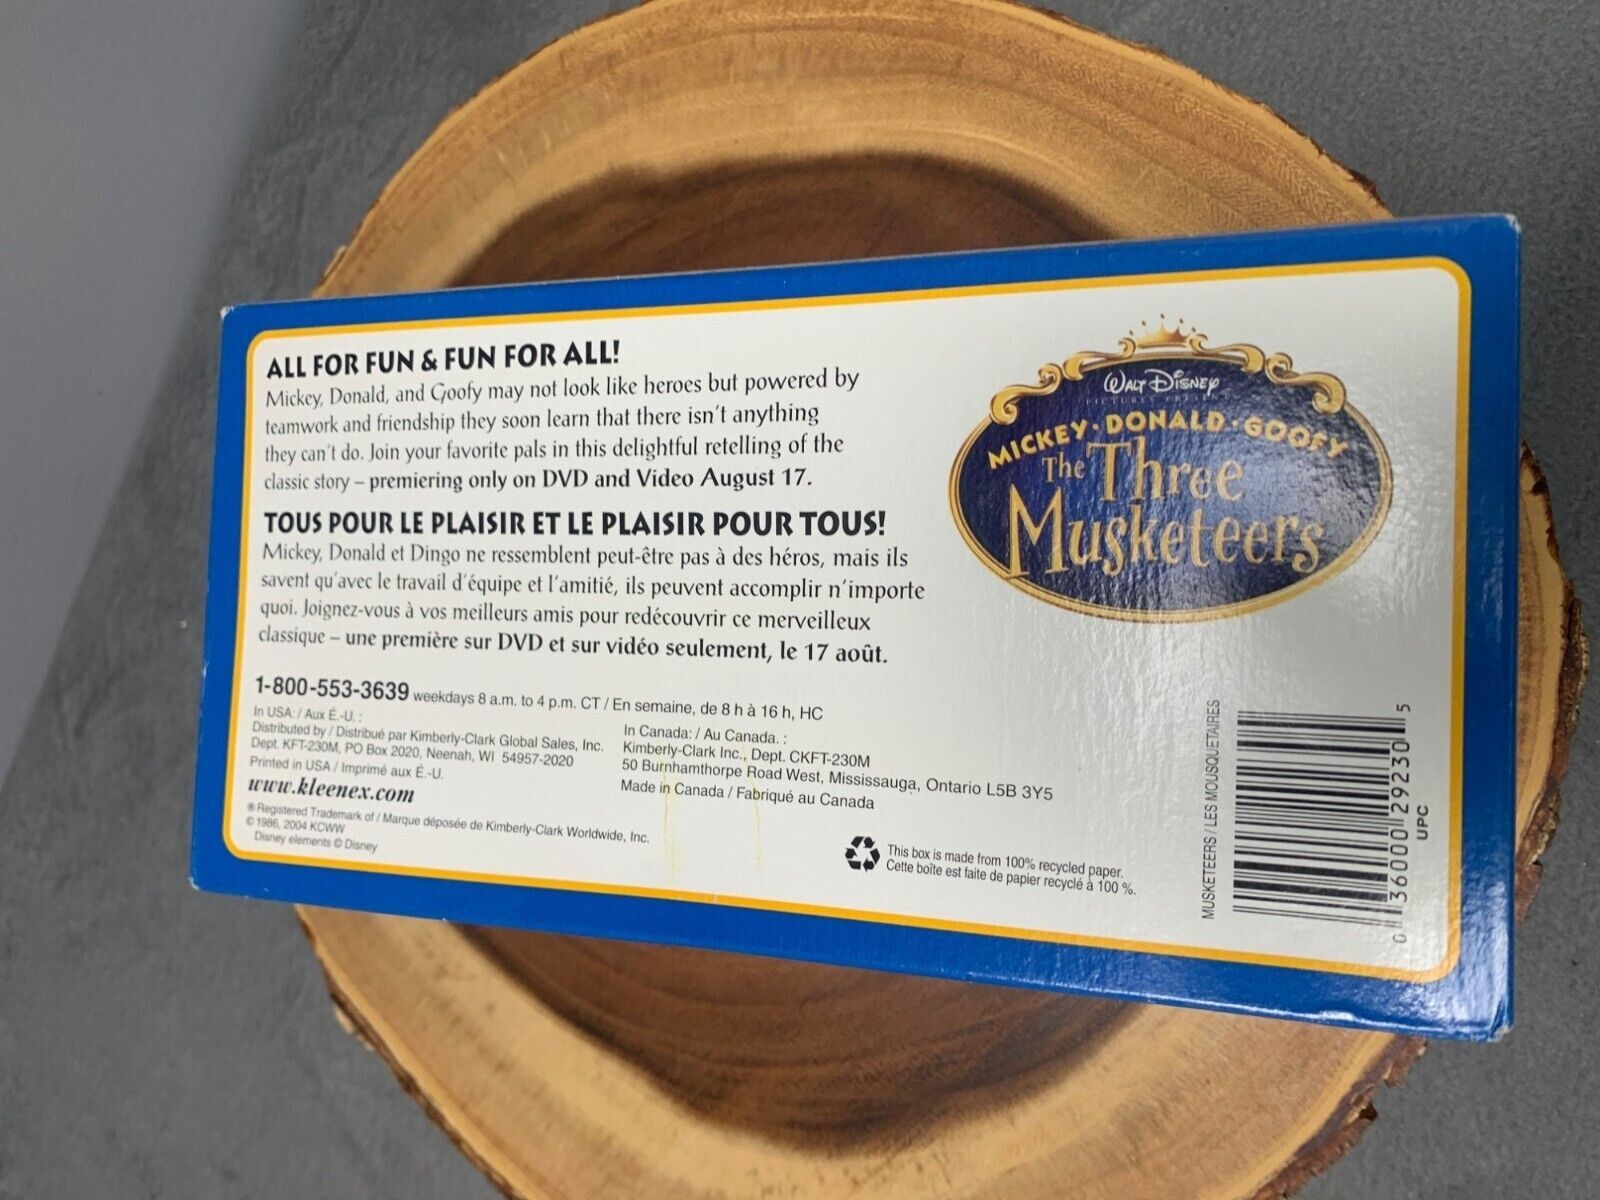 ALL FOR FUN & FUN FOR ALL!
Mickey, Donald, and Goofy may not look like heroes but powered by
teamwork and friendship they soon learn that there isn't anything
they can't do. Join your favorite pals in this delightful retelling of the
classic story – premiering only on DVD and Video August 17.
TOUS POUR LE PLAISIR ET LE PLAISIR POUR TOUS!
Mickey, Donald et Dingo ne ressemblent peut-être pas à des héros, mais ils
savent qu'avec le travail d'équipe et l'amitié, ils peuvent accomplir n'importe
quoi. Joignez-vous à vos meilleurs amis pour redécouvrir ce merveilleux
classique – une première sur DVD et sur vidéo seulement, le 17 août.
1-800-553-3639 weekdays 8 a.m. to 4 p.m. CT / En semaine, de 8 h à 16 h, HC
In USA: / Aux É.-U. :
Distributed by / Distribué par Kimberly-Clark Global Sales, Inc.
Dept. KFT-230M, PO Box 2020, Neenah, WI 54957-2020
Printed in USA / Imprimé aux É.-U.
www.kleenex.com
® Registered Trademark of / Marque déposée de Kimberly-Clark Worldwide, Inc.
© 1986, 2004 KCWW
Disney elements © Disney
In Canada: / Au Canada. :
Kimberly-Clark Inc., Dept. CKFT-230M
50 Burnhamthorpe Road West, Mississauga, Ontario L5B 3Y5
Made in Canada / Fabriqué au Canada
This box is made from 100% recycled paper.
Cette boîte est faite de papier recyclé à 100 %.
WALT DISNEY
PICTURES PRESENTS
MICKEY · DONALD · GOOFY
The Three
Musketeers
MUSKETEERS / LES MOUSQUETAIRES
0 36000 29230 5
UPC